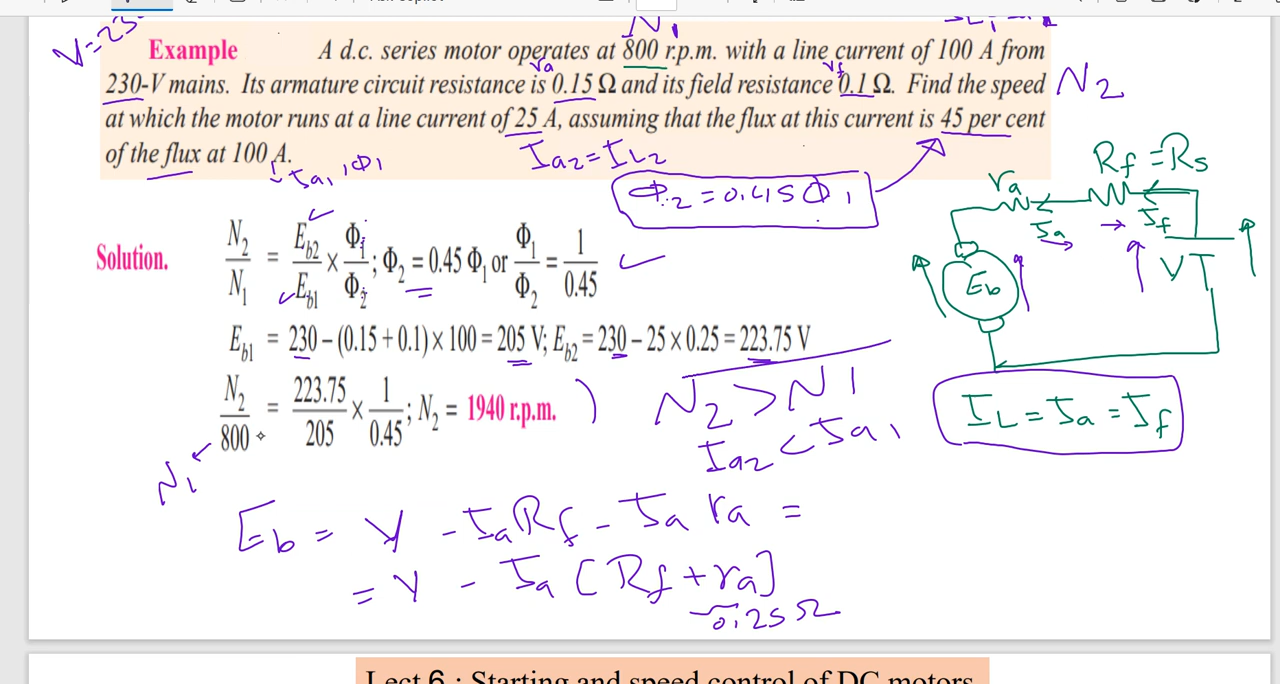 V=23
N1
Example A d.c. series motor operates at 800 r.p.m. with a line current of 100 A from
ra
Vf
230-V mains. Its armature circuit resistance is 0.15 Ω and its field resistance 0.1 Ω. Find the speed N2
at which the motor runs at a line current of 25 A, assuming that the flux at this current is 45 per cent
of the flux at 100 A. Ia2=IL2
Ia1, Φ1
Φ2 = 0.45 Φ1
Rf = Rs
ra
Ia
If
VT
Eb
Solution. N2/N1 = Eb2/Eb1 × Φ1/Φ2 ; Φ2 = 0.45 Φ1 or Φ1/Φ2 = 1/0.45
Eb1 = 230 – (0.15 + 0.1) × 100 = 205 V; Eb2 = 230 – 25 × 0.25 = 223.75 V
N2/800 = 223.75/205 × 1/0.45 ; N2 = 1940 r.p.m.
N1
N2 > N1
Ia2 < Ia1
IL = Ia = If
Eb = V - IaRf - Ia ra =
= V - Ia [Rf + ra]
0.25Ω
Lect 6 : Starting and speed control of DC motors